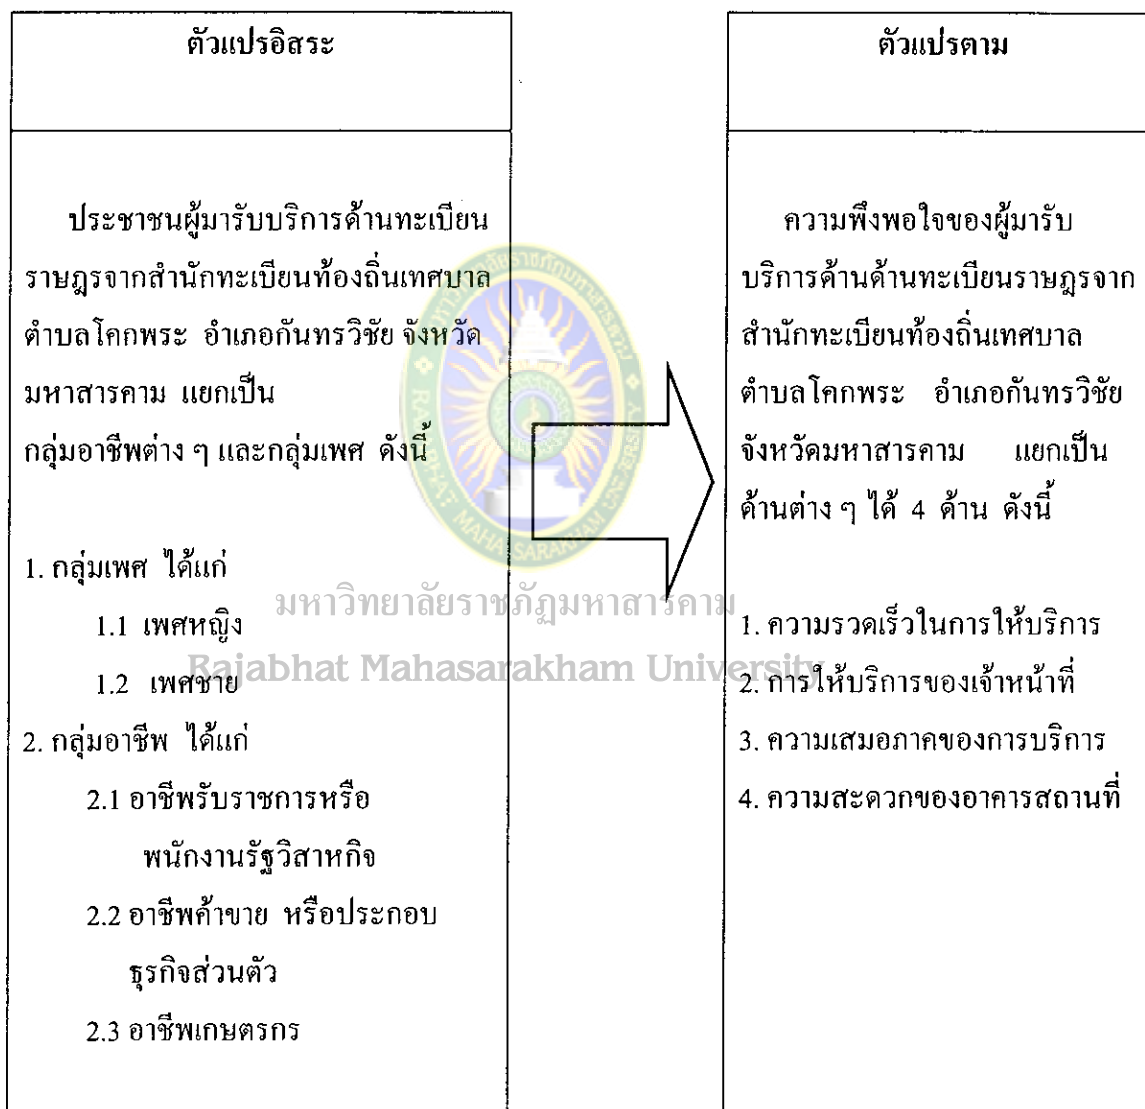 ตัวแปรอิสระ
ประชาชนผู้มารับบริการด้านทะเบียน
ราษฎรจากสำนักทะเบียนท้องถิ่นเทศบาล
ตำบลโคกพระ อำเภอกันทรวิชัย จังหวัด
มหาสารคาม แยกเป็น
กลุ่มอาชีพต่าง ๆ และกลุ่มเพศ ดังนี้
1. กลุ่มเพศ ได้แก่
1.1 เพศหญิง
1.2 เพศชาย
2. กลุ่มอาชีพ ได้แก่
2.1 อาชีพรับราชการหรือ
พนักงานรัฐวิสาหกิจ
2.2 อาชีพค้าขาย หรือประกอบ
ธุรกิจส่วนตัว
2.3 อาชีพเกษตรกร
ตัวแปรตาม
ความพึงพอใจของผู้มารับ
บริการด้านด้านทะเบียนราษฎรจาก
สำนักทะเบียนท้องถิ่นเทศบาล
ตำบลโคกพระ อำเภอกันทรวิชัย
จังหวัดมหาสารคาม แยกเป็น
ด้านต่าง ๆ ได้ 4 ด้าน ดังนี้
1. ความรวดเร็วในการให้บริการ
2. การให้บริการของเจ้าหน้าที่
3. ความเสมอภาคของการบริการ
4. ความสะดวกของอาคารสถานที่
มหาวิทยาลัยราชภัฏมหาสารคาม
Rajabhat Mahasarakham University